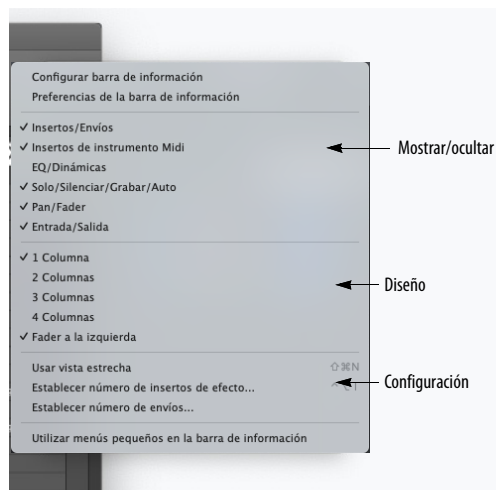 Configurar barra de información
Preferencias de la barra de información
✓ Insertos/Envíos
✓ Insertos de instrumento Midi
Mostrar/ocultar
EQ/Dinámicas
✓ Solo/Silenciar/Grabar/Auto
✓ Pan/Fader
✓ Entrada/Salida
✓ 1 Columna
2 Columnas
Diseño
3 Columnas
4 Columnas
✓ Fader a la izquierda
Usar vista estrecha ⇧⌘N
Configuración
Establecer número de insertos de efecto...
Establecer número de envíos...
Utilizar menús pequeños en la barra de información